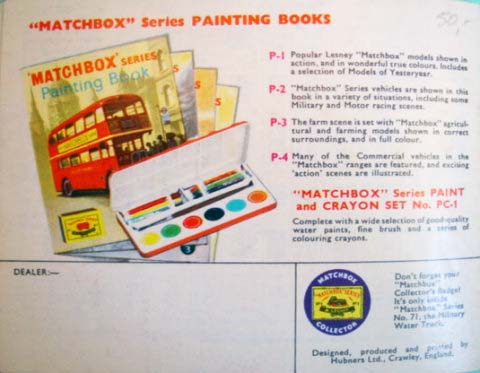 "MATCHBOX" Series PAINTING BOOKS
50,-
'MATCHBOX' SERIES
Painting Book
P-1 Popular Lesney "Matchbox" models shown in
action, and in wonderful true colours. Includes
a selection of Models of Yesteryear.
P-2 "Matchbox" Series vehicles are shown in this
book in a variety of situations, including some
Military and Motor racing scenes.
P-3 The farm scene is set with "Matchbox" agricul-
tural and farming models shown in correct
surroundings, and in full colour.
P-4 Many of the Commercial vehicles in the
"Matchbox" ranges are featured, and exciting
'action' scenes are illustrated.
"MATCHBOX" Series PAINT
and CRAYON SET No. PC-1
Complete with a wide selection of good-quality
water paints, fine brush and a series of
colouring crayons.
3
DEALER:—
MATCHBOX
"MATCHBOX" SERIES
COLLECTOR
Don't forget your
"Matchbox"
Collector's Badge!
It's only inside
"Matchbox" Series
No. 71, the Military
Water Truck.
Designed, produced and printed by
Hubners Ltd., Crawley, England.